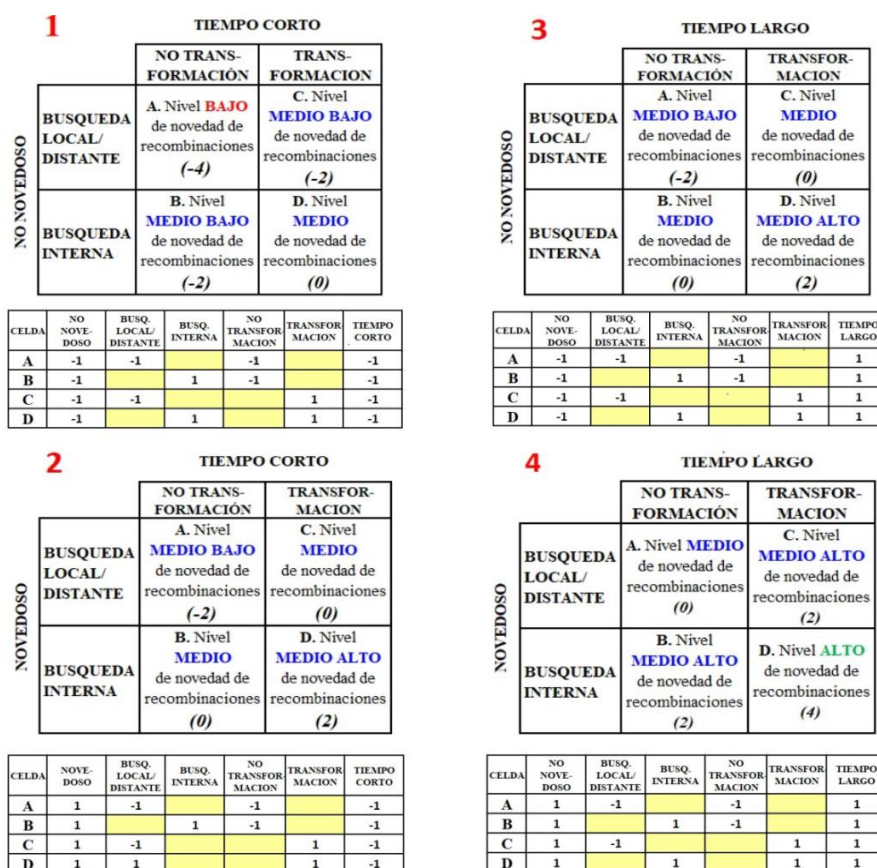 1
TIEMPO CORTO
NO TRANS-
FORMACIÓN
TRANS-
FORMACION
NO NOVEDOSO
BUSQUEDA
LOCAL/
DISTANTE
A. Nivel BAJO
de novedad de
recombinaciones
(-4)
C. Nivel
MEDIO BAJO
de novedad de
recombinaciones
(-2)
BUSQUEDA
INTERNA
B. Nivel
MEDIO BAJO
de novedad de
recombinaciones
(-2)
D. Nivel
MEDIO
de novedad de
recombinaciones
(0)
CELDA
NO
NOVE-
DOSO
BUSQ.
LOCAL/
DISTANTE
BUSQ.
INTERNA
NO
TRANSFOR-
MACION
TRANSFOR
MACION
TIEMPO
CORTO
A -1 -1 -1 -1
B -1 1 -1 -1
C -1 -1 1 -1
D -1 1 1 -1
2
TIEMPO CORTO
NO TRANS-
FORMACIÓN
TRANSFOR-
MACION
NOVEDOSO
BUSQUEDA
LOCAL/
DISTANTE
A. Nivel
MEDIO BAJO
de novedad de
recombinaciones
(-2)
C. Nivel
MEDIO
de novedad de
recombinaciones
(0)
BUSQUEDA
INTERNA
B. Nivel
MEDIO
de novedad de
recombinaciones
(0)
D. Nivel
MEDIO ALTO
de novedad de
recombinaciones
(2)
CELDA
NOVE-
DOSO
BUSQ.
LOCAL/
DISTANTE
BUSQ.
INTERNA
NO
TRANSFOR-
MACION
TRANSFOR
MACION
TIEMPO
CORTO
A 1 -1 -1 -1
B 1 1 -1 -1
C 1 -1 1 -1
D 1 1 1 -1
3
TIEMPO LARGO
NO TRANS-
FORMACIÓN
TRANSFOR-
MACION
NO NOVEDOSO
BUSQUEDA
LOCAL/
DISTANTE
A. Nivel
MEDIO BAJO
de novedad de
recombinaciones
(-2)
C. Nivel
MEDIO
de novedad de
recombinaciones
(0)
BUSQUEDA
INTERNA
B. Nivel
MEDIO
de novedad de
recombinaciones
(0)
D. Nivel
MEDIO ALTO
de novedad de
recombinaciones
(2)
CELDA
NO
NOVE-
DOSO
BUSQ.
LOCAL/
DISTANTE
BUSQ.
INTERNA
NO
TRANSFOR-
MACION
TRANSFOR
MACION
TIEMPO
LARGO
A -1 -1 -1 1
B -1 1 -1 1
C -1 -1 1 1
D -1 1 1 1
4
TIEMPO LARGO
NO TRANS-
FORMACIÓN
TRANSFOR-
MACION
NOVEDOSO
BUSQUEDA
LOCAL/
DISTANTE
A. Nivel MEDIO
de novedad de
recombinaciones
(0)
C. Nivel
MEDIO ALTO
de novedad de
recombinaciones
(2)
BUSQUEDA
INTERNA
B. Nivel
MEDIO ALTO
de novedad de
recombinaciones
(2)
D. Nivel ALTO
de novedad de
recombinaciones
(4)
CELDA
NO
NOVE-
DOSO
BUSQ.
LOCAL/
DISTANTE
BUSQ.
INTERNA
NO
TRANSFOR-
MACION
TRANSFOR
MACION
TIEMPO
LARGO
A 1 -1 -1 1
B 1 1 -1 1
C 1 -1 1 1
D 1 1 1 1